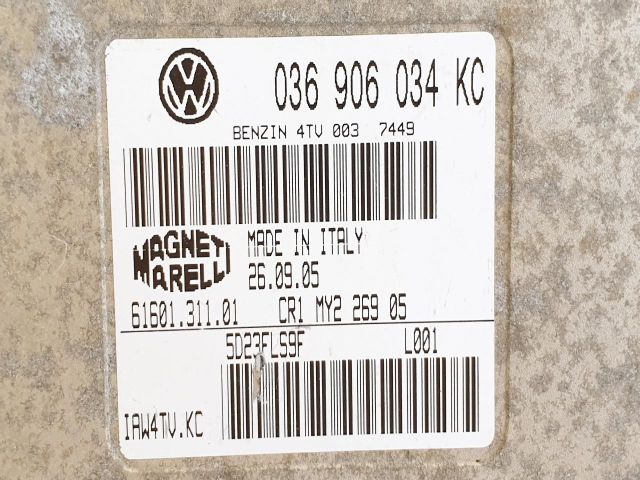 036 906 034 KC
BENZIN 4TV 003 7449
MAGNETI MARELLI
MADE IN ITALY
26.09.05
61601.311.01 CR1 MY2 269 05
5D23FLS9F L001
IAW4TV.KC